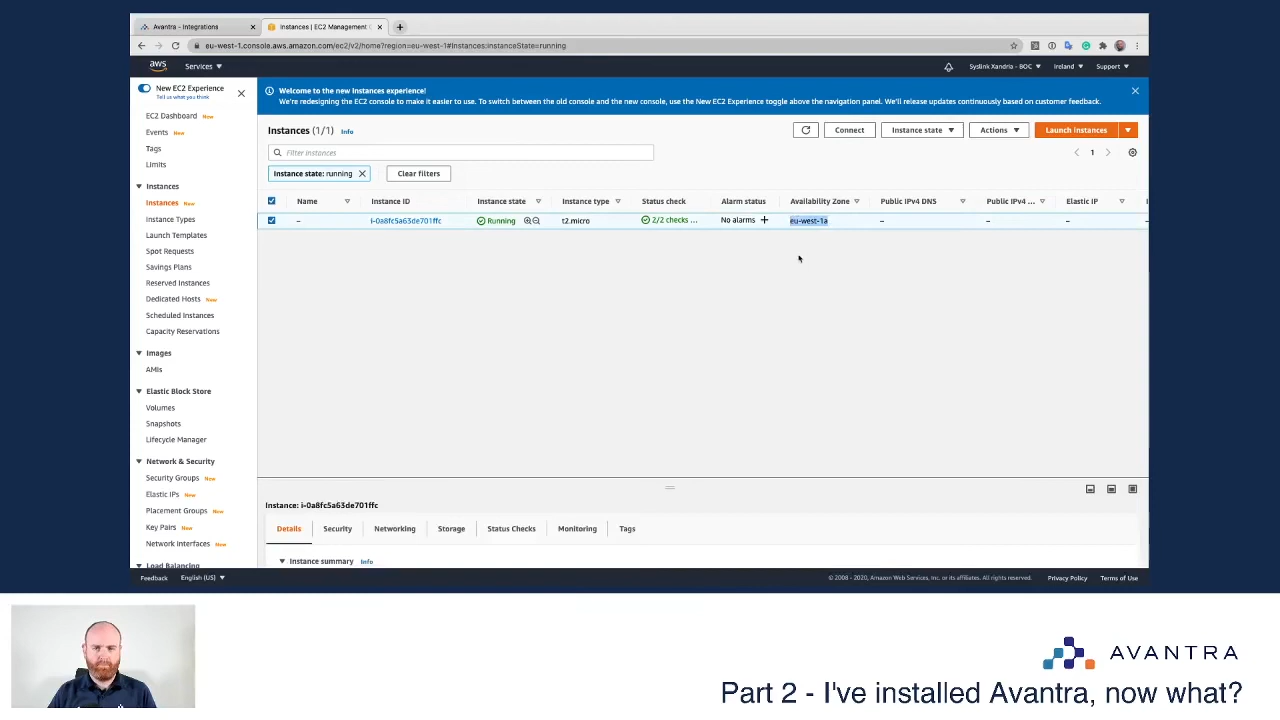 Avantra - Integrations
Instances | EC2 Management
eu-west-1.console.aws.amazon.com/ec2/v2/home?region=eu-west-1#Instances:instanceState=running
aws Services Syslink Xandria - BOC Ireland Support
New EC2 Experience
Tell us what you think
EC2 Dashboard New
Events New
Tags
Limits
Instances
Instances New
Instance Types
Launch Templates
Spot Requests
Savings Plans
Reserved Instances
Dedicated Hosts New
Scheduled Instances
Capacity Reservations
Images
AMIs
Elastic Block Store
Volumes
Snapshots
Lifecycle Manager
Network & Security
Security Groups New
Elastic IPs New
Placement Groups New
Key Pairs New
Network Interfaces New
Load Balancing
Welcome to the new Instances experience!
We're redesigning the EC2 console to make it easier to use. To switch between the old console and the new console, use the New EC2 Experience toggle above the navigation panel. We'll release updates continuously based on customer feedback.
Instances (1/1) Info
Connect Instance state Actions Launch instances
Filter instances
1
Instance state: running Clear filters
Name Instance ID Instance state Instance type Status check Alarm status Availability Zone Public IPv4 DNS Public IPv4 ... Elastic IP
– i-0a8fc5a63de701ffc Running t2.micro 2/2 checks ... No alarms + eu-west-1a – – –
Instance: i-0a8fc5a63de701ffc
Details Security Networking Storage Status Checks Monitoring Tags
Instance summary Info
Feedback English (US) © 2008 - 2020, Amazon Web Services, Inc. or its affiliates. All rights reserved. Privacy Policy Terms of Use
AVANTRA
Part 2 - I've installed Avantra, now what?